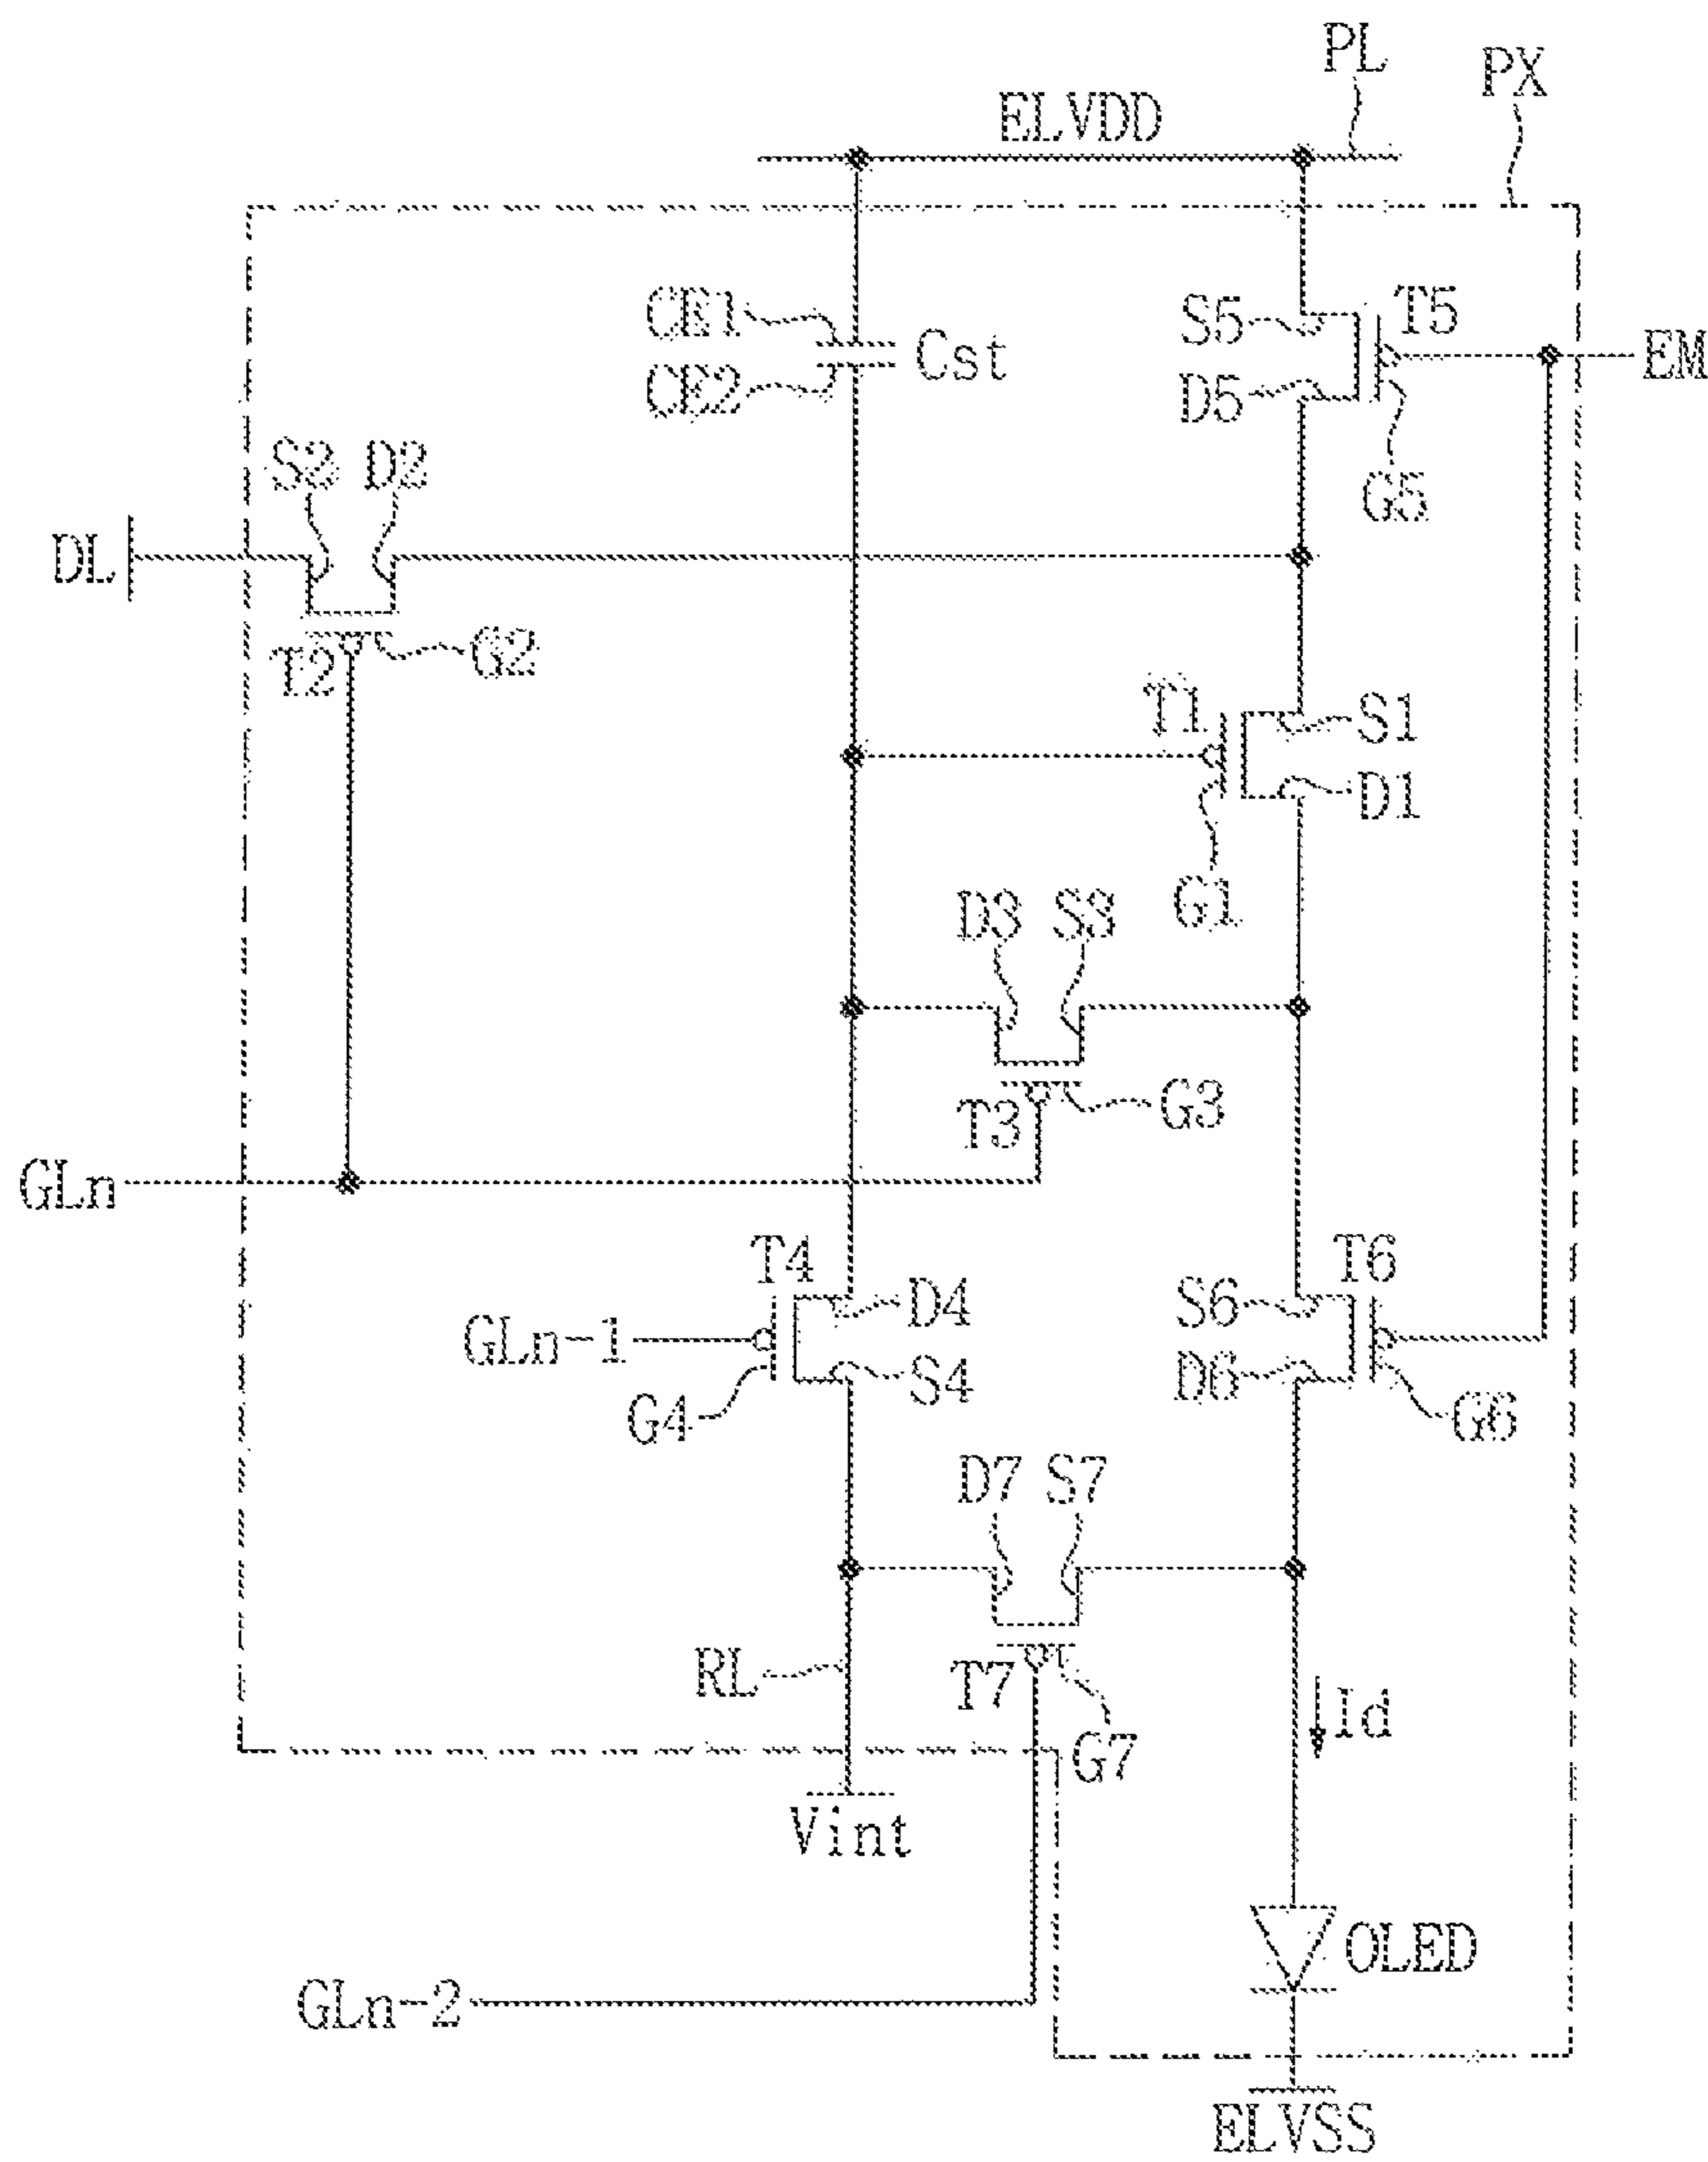 PL
PX
ELVDD
CE1
S5
T5
Cst
EM
CE2
D5
S2
D2
G5
DL
T2
G2
T1
S1
D1
G1
D3
S3
T3
G3
GLn
T4
T6
D4
S6
GLn-1
S4
D6
G4
G6
D7
S7
RL
T7
Id
G7
Vint
OLED
GLn-2
ELVSS